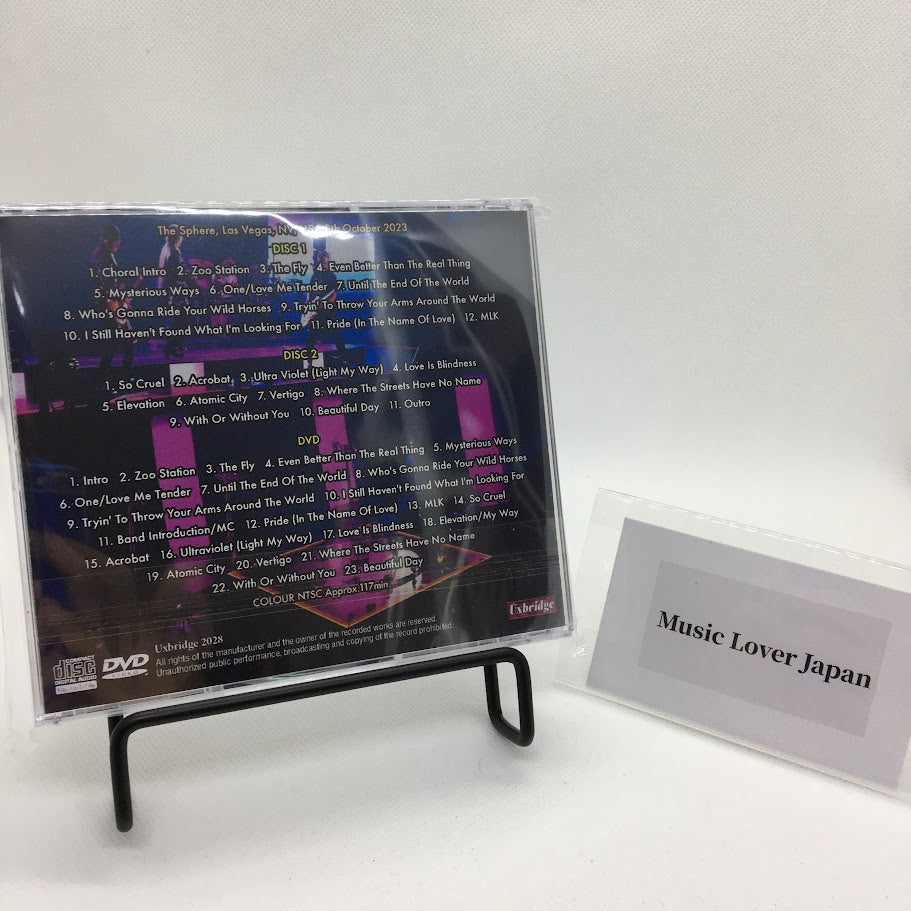 The Sphere, Las Vegas, NV, October 2023
DISC 1
1. Choral Intro 2. Zoo Station 3. The Fly 4. Even Better Than The Real Thing
5. Mysterious Ways 6. One/Love Me Tender 7. Until The End Of The World
8. Who's Gonna Ride Your Wild Horses 9. Tryin' To Throw Your Arms Around The World
10. I Still Haven't Found What I'm Looking For 11. Pride (In The Name Of Love) 12. MLK
DISC 2
1. So Cruel 2. Acrobat 3. Ultra Violet (Light My Way) 4. Love Is Blindness
5. Elevation 6. Atomic City 7. Vertigo 8. Where The Streets Have No Name
9. With Or Without You 10. Beautiful Day 11. Outro
DVD
1. Intro 2. Zoo Station 3. The Fly 4. Even Better Than The Real Thing 5. Mysterious Ways
6. One/Love Me Tender 7. Until The End Of The World 8. Who's Gonna Ride Your Wild Horses
9. Tryin' To Throw Your Arms Around The World 10. I Still Haven't Found What I'm Looking For
11. Band Introduction/MC 12. Pride (In The Name Of Love) 13. MLK 14. So Cruel
15. Acrobat 16. Ultraviolet (Light My Way) 17. Love Is Blindness 18. Elevation/My Way
19. Atomic City 20. Vertigo 21. Where The Streets Have No Name
22. With Or Without You 23. Beautiful Day
COLOUR NTSC Approx.117min.
Uxbridge
Uxbridge 2028
All rights of the manufacturer and the owner of the recorded works are reserved.
Unauthorized public performance, broadcasting and copying of the record prohibited.
COMPACT
disc
DIGITAL AUDIO
DVD
VIDEO
Music Lover Japan